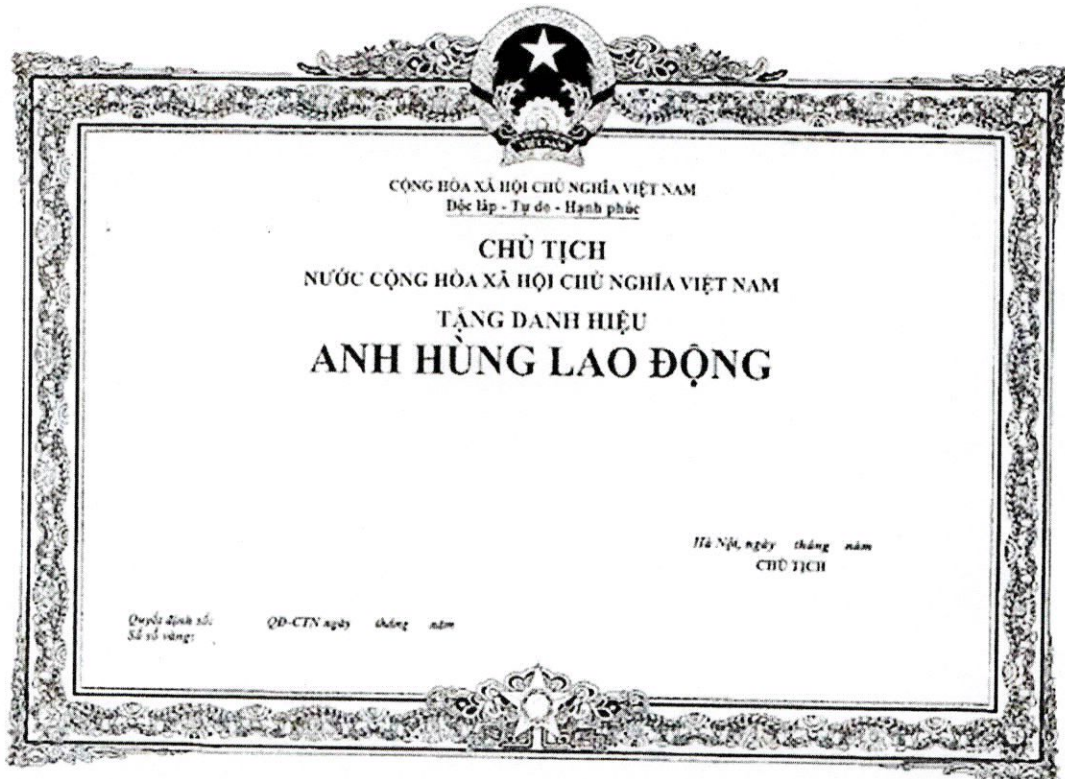 CỘNG HÒA XÃ HỘI CHỦ NGHĨA VIỆT NAM
Độc lập - Tự do - Hạnh phúc
CHỦ TỊCH
NƯỚC CỘNG HÒA XÃ HỘI CHỦ NGHĨA VIỆT NAM
TẶNG DANH HIỆU
ANH HÙNG LAO ĐỘNG
Hà Nội, ngày tháng năm
CHỦ TỊCH
Quyết định số: QĐ-CTN ngày tháng năm
Số sổ vàng: